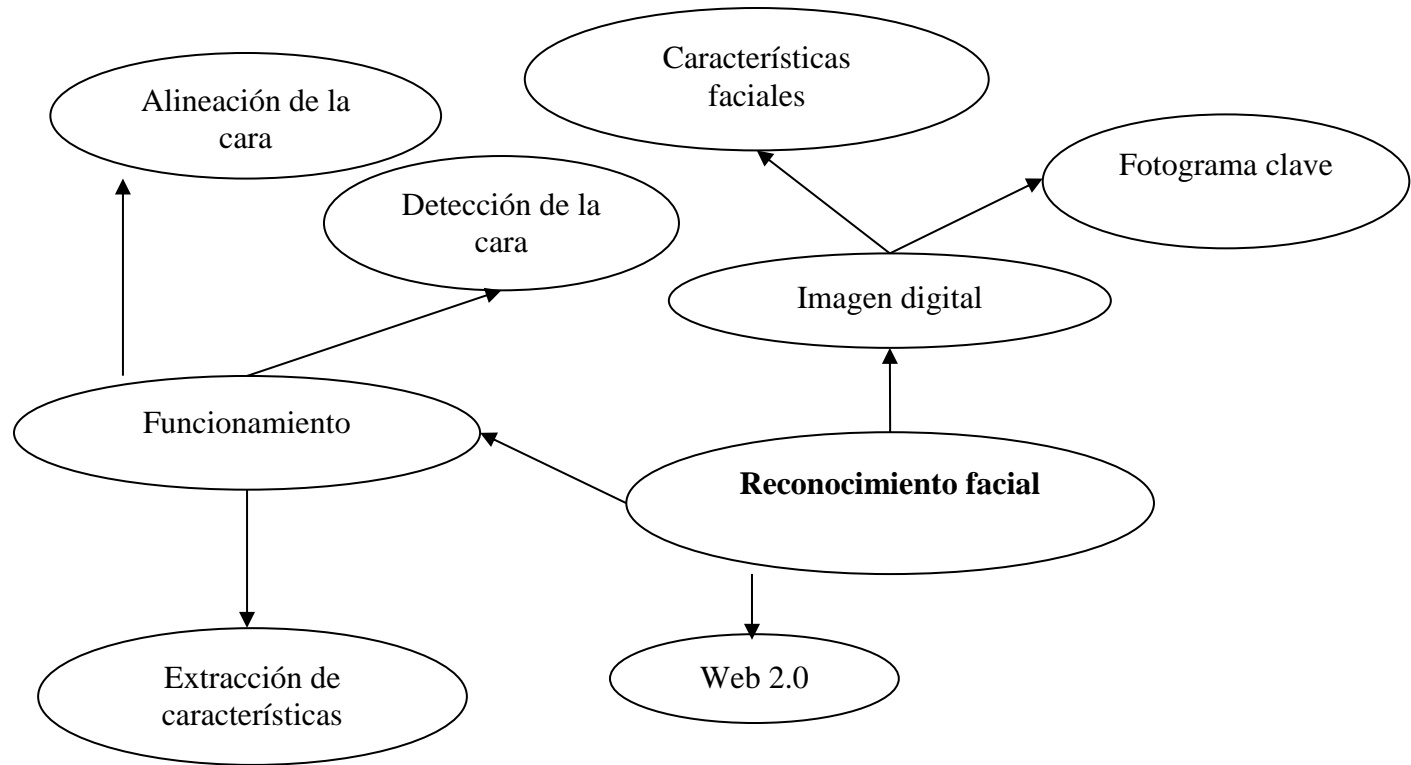 Características
faciales
Alineación de la
cara
Fotograma clave
Detección de la
cara
Imagen digital
Funcionamiento
Reconocimiento facial
Extracción de
características
Web 2.0